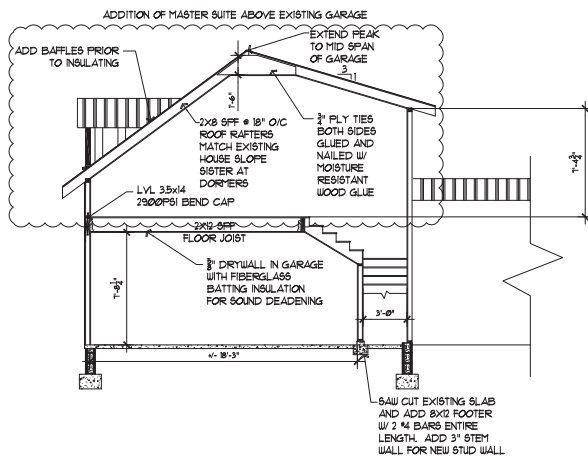 ADDITION OF MASTER SUITE ABOVE EXISTING GARAGE
EXTEND PEAK
TO MID SPAN
OF GARAGE
ADD BAFFLES PRIOR
TO INSULATING
3
1
1'-6"
2X8 SPF @ 18" O/C
ROOF RAFTERS
MATCH EXISTING
HOUSE SLOPE
SISTER AT
DORMERS
3/4" PLY TIES
BOTH SIDES
GLUED AND
NAILED W/
MOISTURE
RESISTANT
WOOD GLUE
7'-4 3/4"
LVL 3.5x14
2900PSI BEND CAP
2X12 SPF
FLOOR JOIST
5/8" DRYWALL IN GARAGE
WITH FIBERGLASS
BATTING INSULATION
FOR SOUND DEADENING
7'-8 1/2"
3'-0"
+/- 18'-3"
SAW CUT EXISTING SLAB
AND ADD 8X12 FOOTER
W/ 2 #4 BARS ENTIRE
LENGTH. ADD 3" STEM
WALL FOR NEW STUD WALL